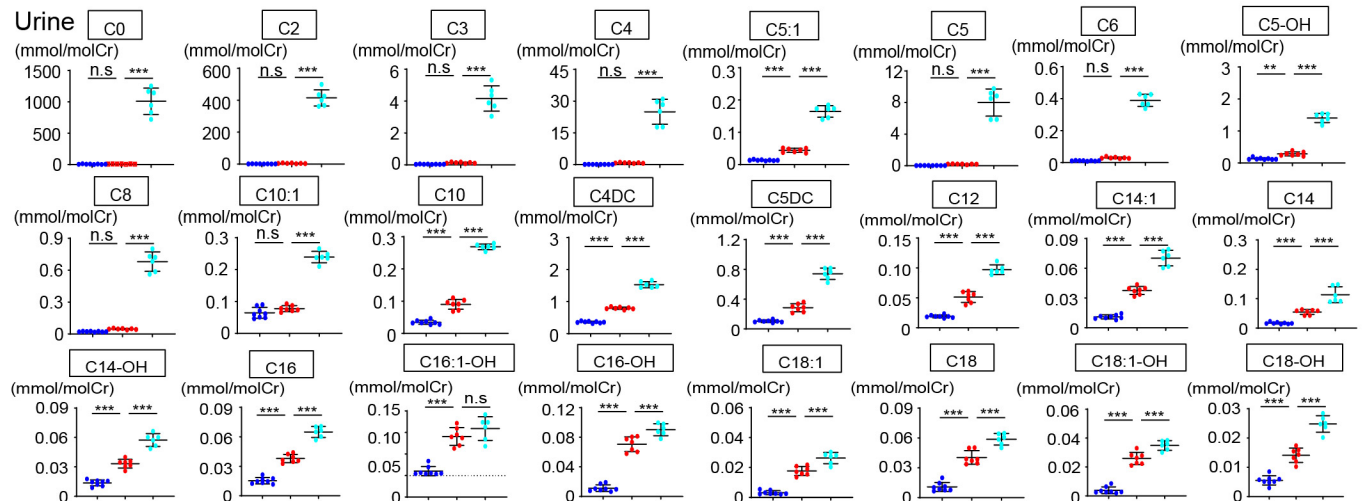 Urine
C0 C2 C3 C4 C5:1 C5 C6 C5-OH
(mmol/molCr) (mmol/molCr) (mmol/molCr) (mmol/molCr) (mmol/molCr) (mmol/molCr) (mmol/molCr) (mmol/molCr)
n.s *** n.s *** n.s *** n.s *** *** *** n.s *** n.s *** ** ***
1500 600 6 45 0.3 12 0.6 3
1000 400 4 30 0.2 8 0.4 2
500 200 2 15 0.1 4 0.2 1
0 0 0 0 0 0 0 0
C8 C10:1 C10 C4DC C5DC C12 C14:1 C14
(mmol/molCr) (mmol/molCr) (mmol/molCr) (mmol/molCr) (mmol/molCr) (mmol/molCr) (mmol/molCr) (mmol/molCr)
n.s *** n.s *** *** *** *** *** *** *** *** *** *** *** *** ***
0.9 0.3 0.3 3 1.2 0.15 0.09 0.3
0.6 0.2 0.2 2 0.8 0.10 0.06 0.2
0.3 0.1 0.1 1 0.4 0.05 0.03 0.1
0 0 0 0 0 0 0 0
C14-OH C16 C16:1-OH C16-OH C18:1 C18 C18:1-OH C18-OH
(mmol/molCr) (mmol/molCr) (mmol/molCr) (mmol/molCr) (mmol/molCr) (mmol/molCr) (mmol/molCr) (mmol/molCr)
*** *** *** *** *** n.s *** *** *** *** *** *** *** *** *** ***
0.09 0.09 0.15 0.12 0.06 0.09 0.06 0.03
0.06 0.06 0.10 0.08 0.04 0.06 0.04 0.02
0.03 0.03 0.05 0.04 0.02 0.03 0.02 0.01
0 0 0 0 0 0 0 0